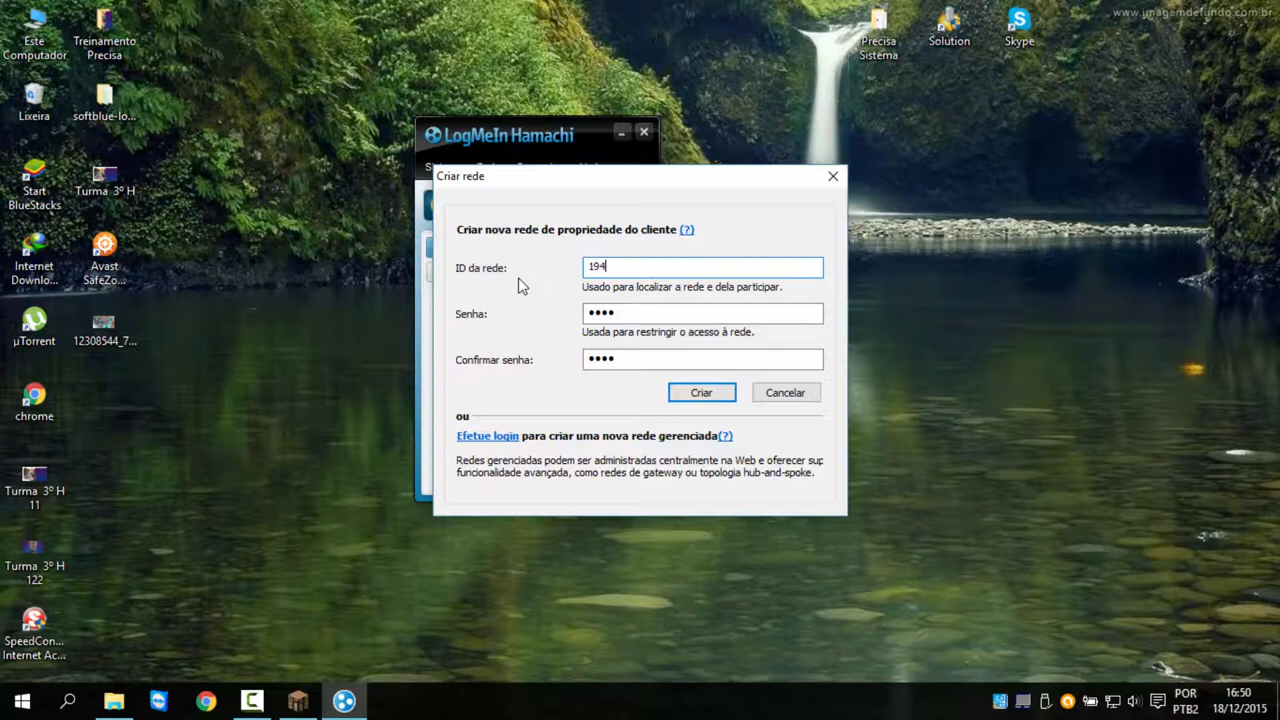 www.imagemdefundo.com.br
Este
Computador
Treinamento
Precisa
Precisa
Sistema
Solution
Skype
Lixeira
softblue-lo...
Start
BlueStacks
Turma 3º H
Internet
Downlo...
Avast
SafeZo...
µTorrent
12308544_7...
chrome
Turma 3º H
11
Turma 3º H
122
SpeedCon...
Internet Ac...
LogMeIn Hamachi
Criar rede
Criar nova rede de propriedade do cliente (?)
ID da rede:
194
Usado para localizar a rede e dela participar.
Senha:
••••
Usada para restringir o acesso à rede.
Confirmar senha:
••••
Criar
Cancelar
ou
Efetue login para criar uma nova rede gerenciada(?)
Redes gerenciadas podem ser administradas centralmente na Web e oferecer sup
funcionalidade avançada, como redes de gateway ou topologia hub-and-spoke.
POR
PTB2
16:50
18/12/2015